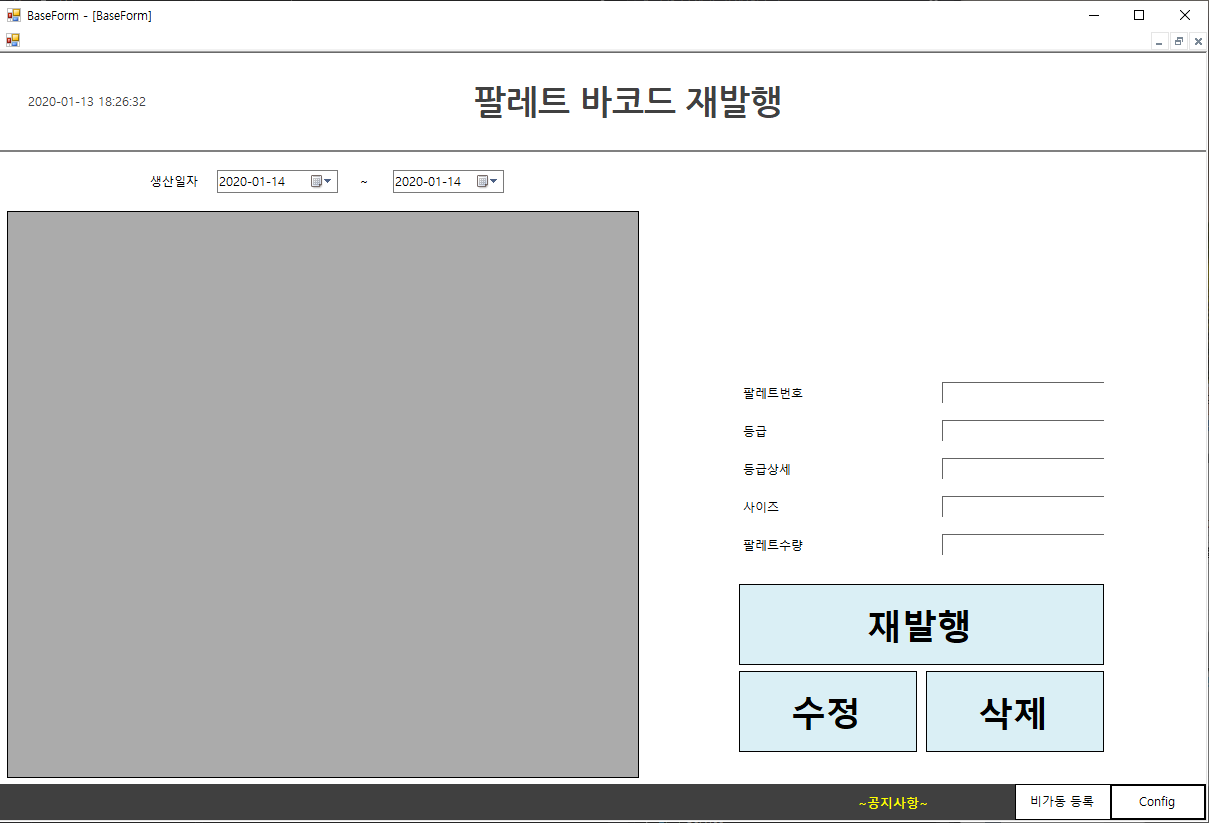 BaseForm - [BaseForm]
2020-01-13 18:26:32
팔레트 바코드 재발행
생산일자 2020-01-14 ~ 2020-01-14
팔레트번호
등급
등급상세
사이즈
팔레트수량
재발행
수정 삭제
~공지사항~ 비가동 등록 Config